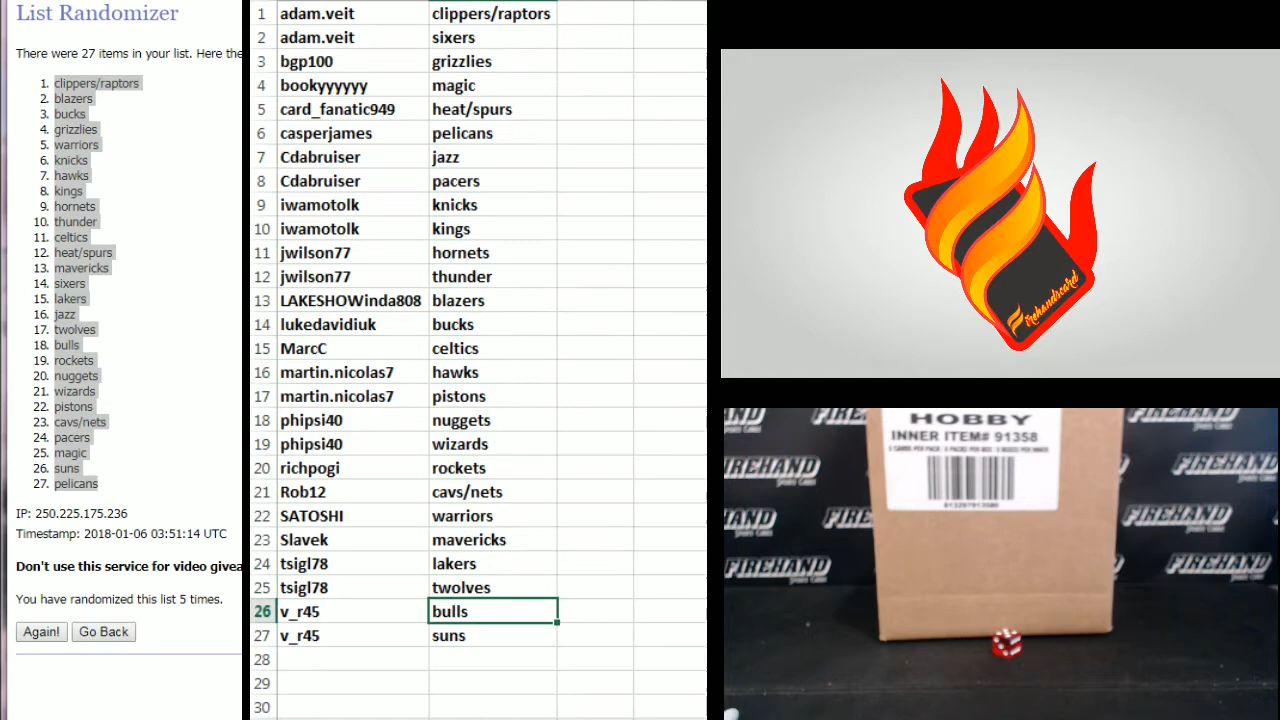 List Randomizer
There were 27 items in your list. Here the
1. clippers/raptors
2. blazers
3. bucks
4. grizzlies
5. warriors
6. knicks
7. hawks
8. kings
9. hornets
10. thunder
11. celtics
12. heat/spurs
13. mavericks
14. sixers
15. lakers
16. jazz
17. twolves
18. bulls
19. rockets
20. nuggets
21. wizards
22. pistons
23. cavs/nets
24. pacers
25. magic
26. suns
27. pelicans
IP: 250.225.175.236
Timestamp: 2018-01-06 03:51:14 UTC
Don't use this service for video givea
You have randomized this list 5 times.
Again! Go Back
1 adam.veit clippers/raptors
2 adam.veit sixers
3 bgp100 grizzlies
4 bookyyyyyy magic
5 card_fanatic949 heat/spurs
6 casperjames pelicans
7 Cdabruiser jazz
8 Cdabruiser pacers
9 iwamotolk knicks
10 iwamotolk kings
11 jwilson77 hornets
12 jwilson77 thunder
13 LAKESHOWinda808 blazers
14 lukedavidiuk bucks
15 MarcC celtics
16 martin.nicolas7 hawks
17 martin.nicolas7 pistons
18 phipsi40 nuggets
19 phipsi40 wizards
20 richpogi rockets
21 Rob12 cavs/nets
22 SATOSHI warriors
23 Slavek mavericks
24 tsigl78 lakers
25 tsigl78 twolves
26 v_r45 bulls
27 v_r45 suns
28
29
30
Firehandscard
HOBBY
INNER ITEM# 91358
FIREHAND
FIREHAND
FIREHAND
FIREHAND